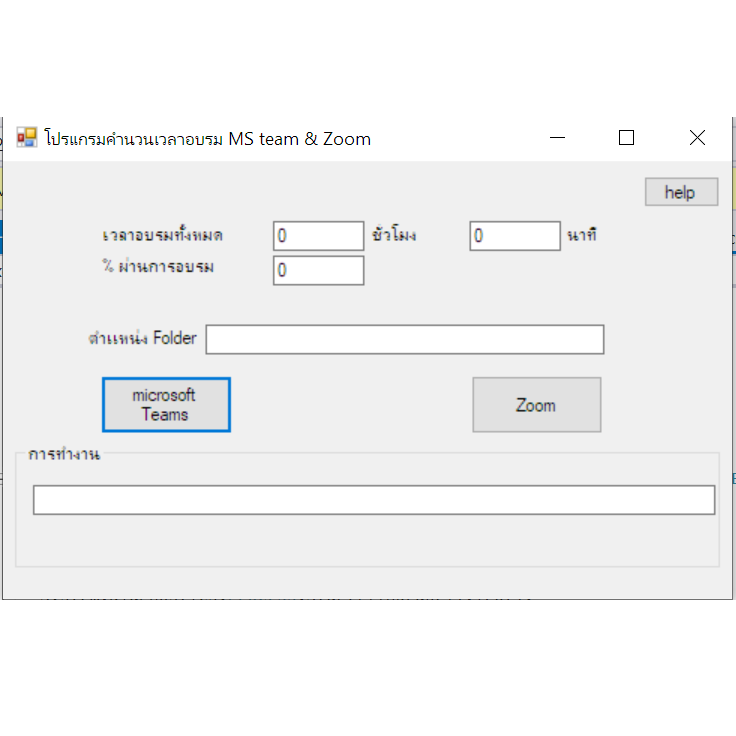 โปรแกรมคำนวนเวลาอบรม MS team & Zoom
help
เวลาอบรมทั้งหมด 0 ชั่วโมง 0 นาที
% ผ่านการอบรม 0
ตำแหน่ง Folder
microsoft
Teams
Zoom
การทำงาน